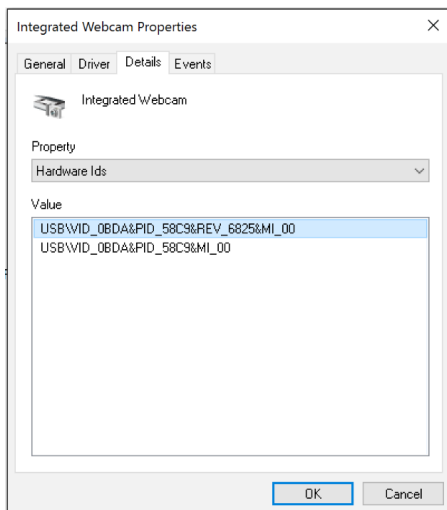 Integrated Webcam Properties
General Driver Details Events
Integrated Webcam
Property
Hardware Ids
Value
USB\VID_0BDA&PID_58C9&REV_6825&MI_00
USB\VID_0BDA&PID_58C9&MI_00
OK Cancel